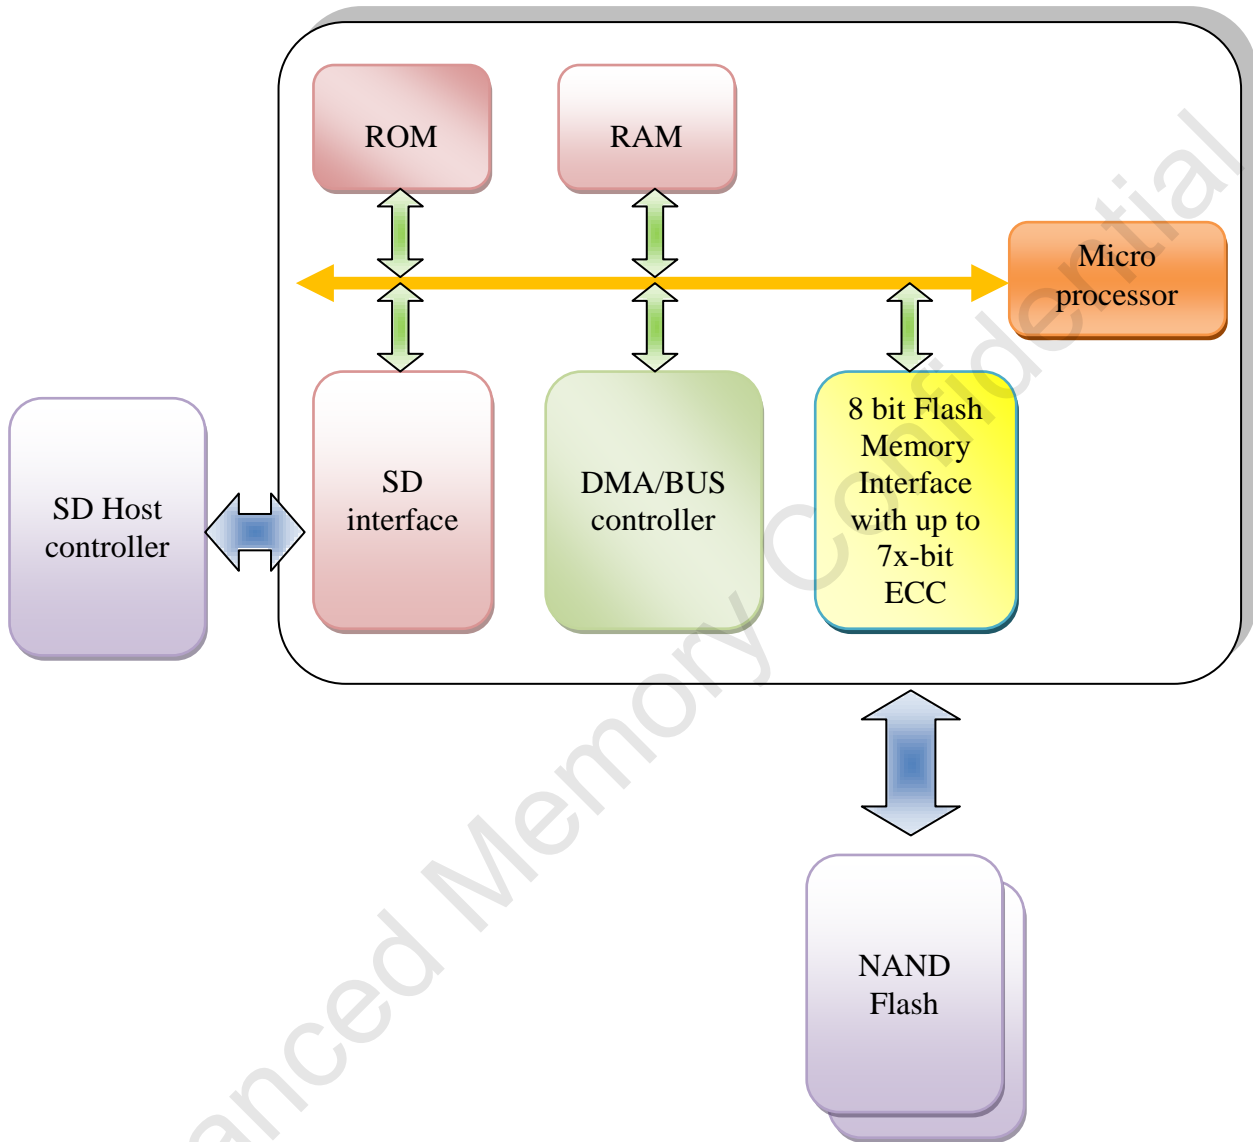 ROM
RAM
Micro
processor
SD Host
controller
SD
interface
DMA/BUS
controller
8 bit Flash
Memory
Interface
with up to
7x-bit
ECC
NAND
Flash
anced Memory Confidential